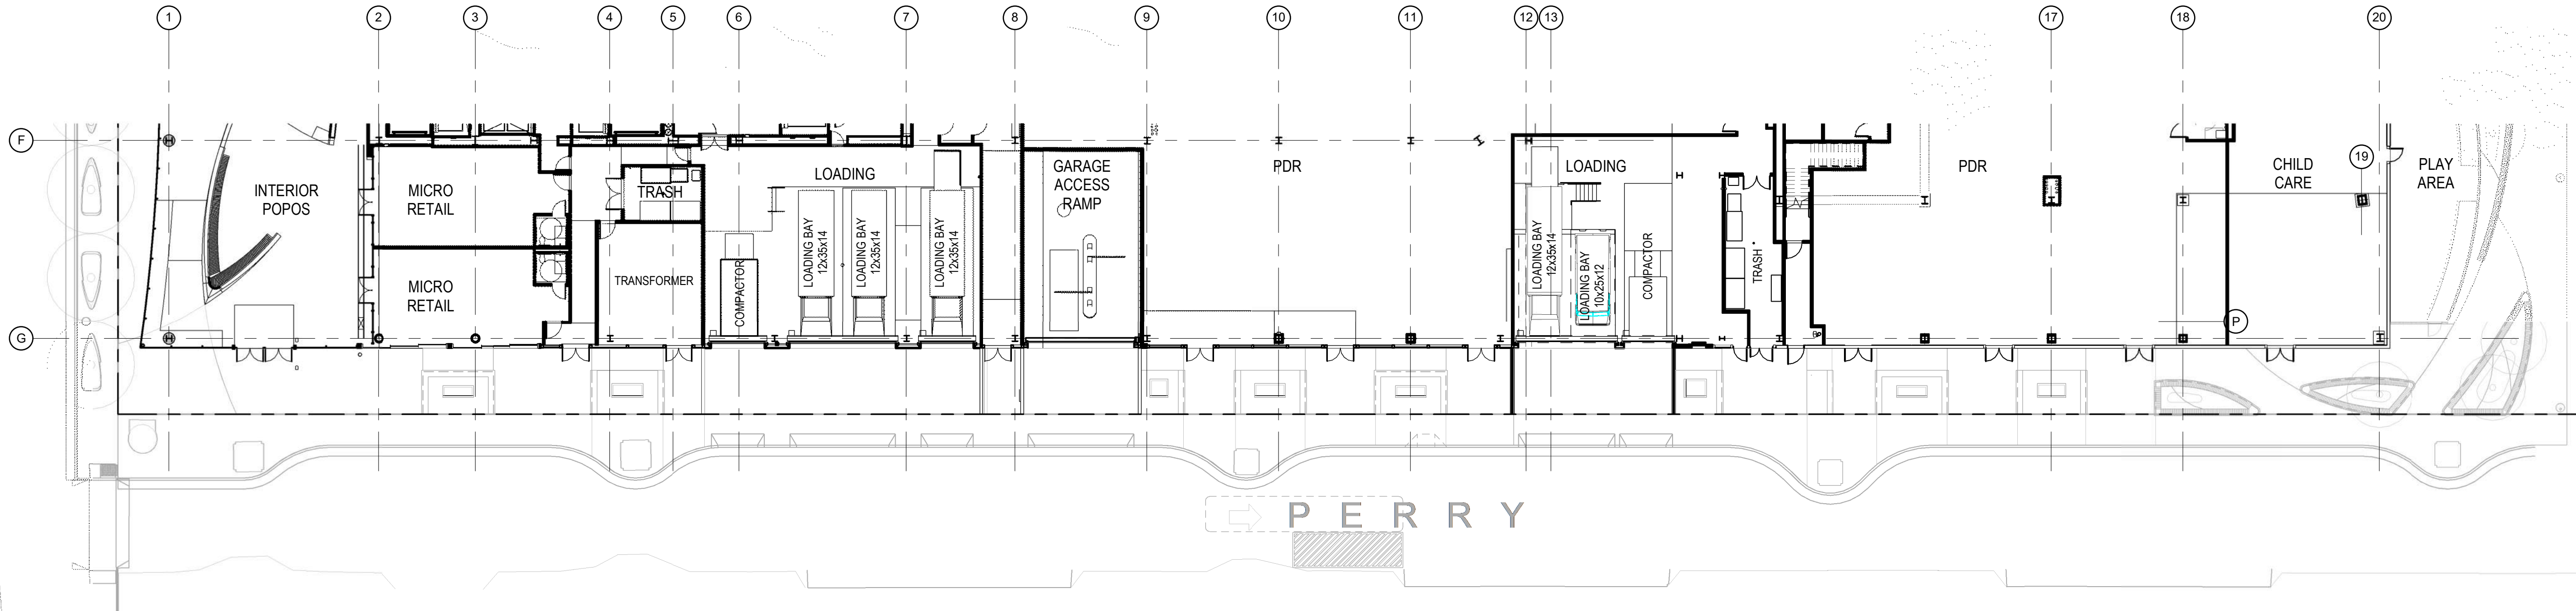 1 2 3 4 5 6 7 8 9 10 11 12 13 17 18 20
F
INTERIOR
POPOS
MICRO
RETAIL
MICRO
RETAIL
TRASH
TRANSFORMER
LOADING
COMPACTOR
LOADING BAY
12x35x14
LOADING BAY
12x35x14
LOADING BAY
12x35x14
GARAGE
ACCESS
RAMP
PDR
LOADING
LOADING BAY
12x35x14
LOADING BAY
10x25x12
COMPACTOR
TRASH
PDR
CHILD
CARE
19
PLAY
AREA
P
G
PERRY